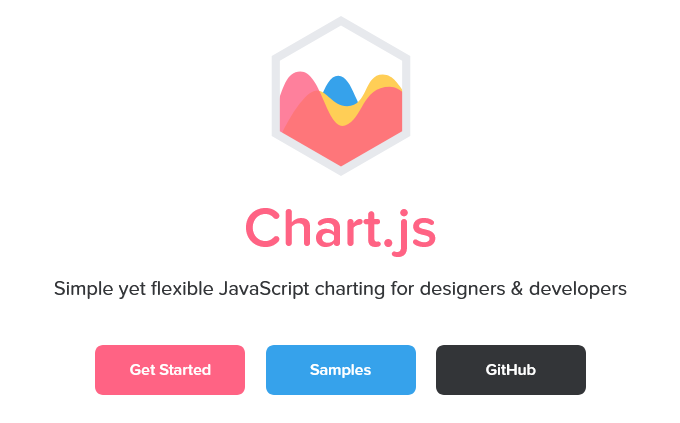 Chart.js
Simple yet flexible JavaScript charting for designers & developers
Get Started
Samples
GitHub